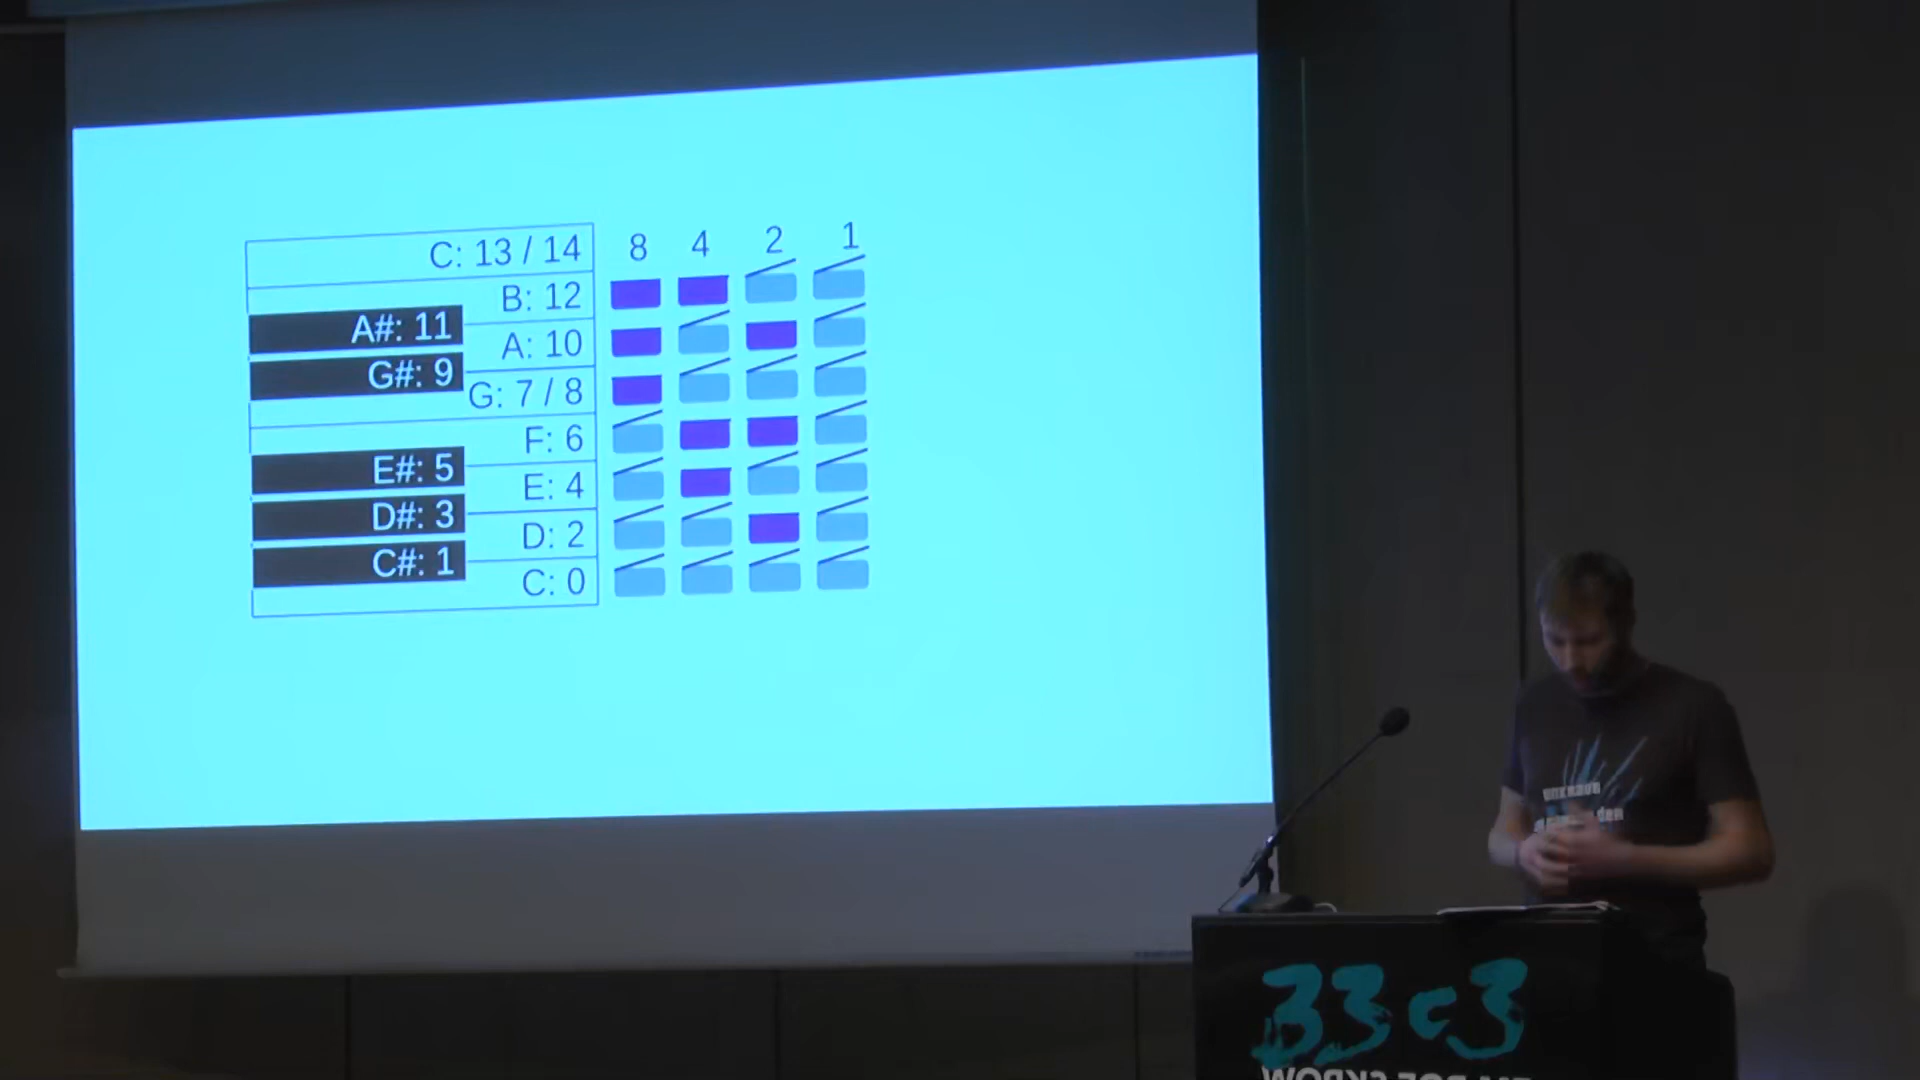 8 4 2 1
C: 13 / 14
B: 12
A#: 11
A: 10
G#: 9
G: 7 / 8
F: 6
E#: 5
E: 4
D#: 3
D: 2
C#: 1
C: 0
33c3